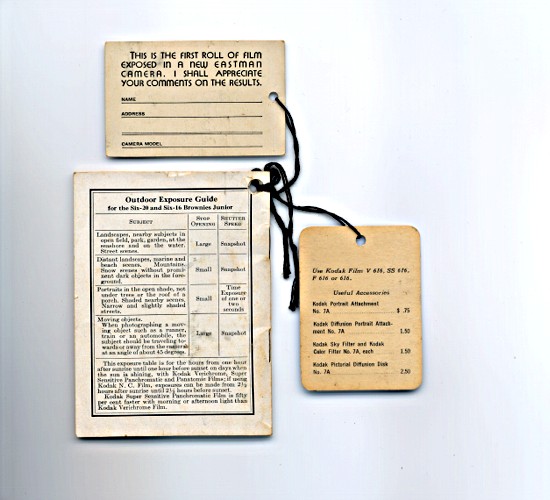 THIS IS THE FIRST ROLL OF FILM
EXPOSED IN A NEW EASTMAN
CAMERA. I SHALL APPRECIATE
YOUR COMMENTS ON THE RESULTS.
NAME
ADDRESS
CAMERA MODEL
Outdoor Exposure Guide
for the Six-20 and Six-16 Brownies Junior
SUBJECT
STOP OPENING
SHUTTER SPEED
Landscapes, nearby subjects in
open field, park, garden, at the
seashore and on the water.
Street scenes.
Large
Snapshot
Distant landscapes, marine and
beach scenes. Mountains.
Snow scenes without promi-
nent dark objects in the fore-
ground.
Small
Snapshot
Portraits in the open shade, not
under trees or the roof of a
porch. Shaded nearby scenes.
Narrow and slightly shaded
streets.
Small
Time
Exposure
of one or
two
seconds
Moving objects.
When photographing a mov-
ing object such as a runner,
train or an automobile, the
subject should be traveling to-
wards or away from the camera
at an angle of about 45 degrees.
Large
Snapshot
This exposure table is for the hours from one hour
after sunrise until one hour before sunset on days when
the sun is shining, with Kodak Verichrome, Super
Sensitive Panchromatic and Panatomic Films; if using
Kodak N. C. Film, exposures can be made from 2½
hours after sunrise until 2½ hours before sunset.
Kodak Super Sensitive Panchromatic Film is fifty
per cent faster with morning or afternoon light than
Kodak Verichrome Film.
Use Kodak Film V 616, SS 616,
F 616 or 616.
Useful Accessories
Kodak Portrait Attachment
No. 7A $ .75
Kodak Diffusion Portrait Attach-
ment No. 7A 1.50
Kodak Sky Filter and Kodak
Color Filter No. 7A, each 1.50
Kodak Pictorial Diffusion Disk
No. 7A 2.50